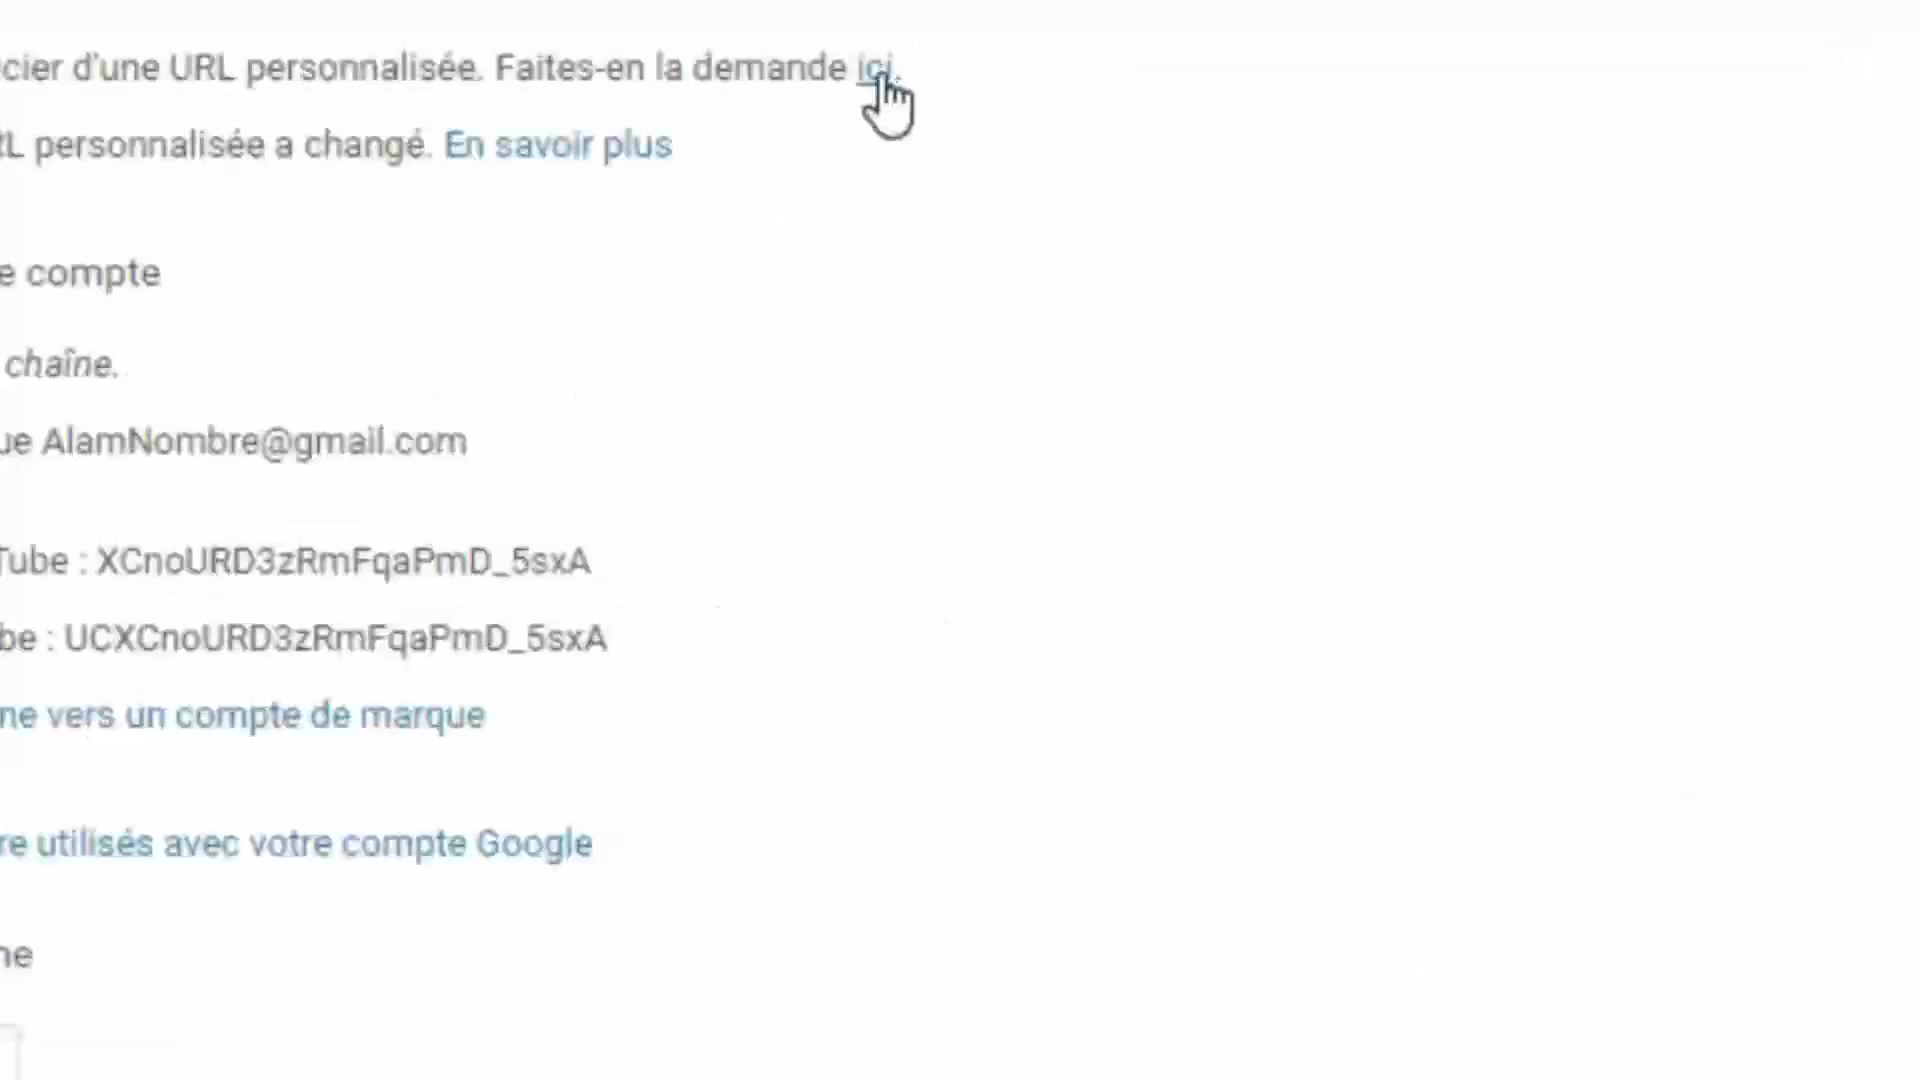 cier d'une URL personnalisée. Faites-en la demande ici.
RL personnalisée a changé. En savoir plus
e compte
chaîne.
ue AlamNombre@gmail.com
Tube : XCnoURD3zRmFqaPmD_5sxA
be : UCXCnoURD3zRmFqaPmD_5sxA
ne vers un compte de marque
re utilisés avec votre compte Google
ne